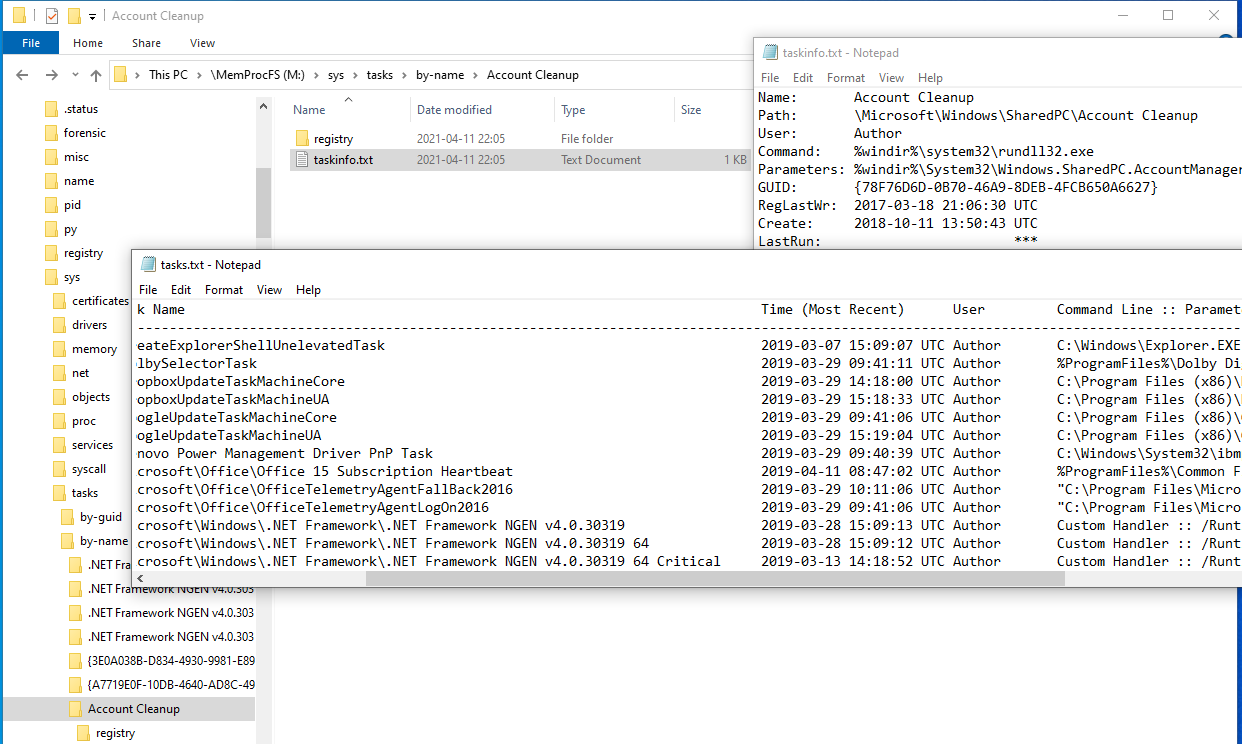 Account Cleanup
File Home Share View
This PC > \MemProcFS (M:) > sys > tasks > by-name > Account Cleanup
.status
forensic
misc
name
pid
py
registry
sys
certificates
drivers
memory
net
objects
proc
services
syscall
tasks
by-guid
by-name
.NET Fra
.NET Framework NGEN v4.0.303
.NET Framework NGEN v4.0.303
.NET Framework NGEN v4.0.303
{3E0A038B-D834-4930-9981-E89
{A7719E0F-10DB-4640-AD8C-49
Account Cleanup
registry
Name Date modified Type Size
registry 2021-04-11 22:05 File folder
taskinfo.txt 2021-04-11 22:05 Text Document 1 KB
taskinfo.txt - Notepad
File Edit Format View Help
Name: Account Cleanup
Path: \Microsoft\Windows\SharedPC\Account Cleanup
User: Author
Command: %windir%\system32\rundll32.exe
Parameters: %windir%\System32\Windows.SharedPC.AccountManager
GUID: {78F76D6D-0B70-46A9-8DEB-4FCB650A6627}
RegLastWr: 2017-03-18 21:06:30 UTC
Create: 2018-10-11 13:50:43 UTC
LastRun: ***
tasks.txt - Notepad
File Edit Format View Help
k Name Time (Most Recent) User Command Line :: Paramet
--------------------------------------------------------------------------------
eateExplorerShellUnelevatedTask 2019-03-07 15:09:07 UTC Author C:\Windows\Explorer.EXE
lbySelectorTask 2019-03-29 09:41:11 UTC Author %ProgramFiles%\Dolby Di
opboxUpdateTaskMachineCore 2019-03-29 14:18:00 UTC Author C:\Program Files (x86)\
opboxUpdateTaskMachineUA 2019-03-29 15:18:33 UTC Author C:\Program Files (x86)\
ogleUpdateTaskMachineCore 2019-03-29 09:41:06 UTC Author C:\Program Files (x86)\
ogleUpdateTaskMachineUA 2019-03-29 15:19:04 UTC Author C:\Program Files (x86)\
novo Power Management Driver PnP Task 2019-03-29 09:40:39 UTC Author C:\Windows\System32\ibm
crosoft\Office\Office 15 Subscription Heartbeat 2019-04-11 08:47:02 UTC Author %ProgramFiles%\Common F
crosoft\Office\OfficeTelemetryAgentFallBack2016 2019-03-29 10:11:06 UTC Author "C:\Program Files\Micro
crosoft\Office\OfficeTelemetryAgentLogOn2016 2019-03-29 09:41:06 UTC Author "C:\Program Files\Micro
crosoft\Windows\.NET Framework\.NET Framework NGEN v4.0.30319 2019-03-28 15:09:13 UTC Author Custom Handler :: /Runt
crosoft\Windows\.NET Framework\.NET Framework NGEN v4.0.30319 64 2019-03-28 15:09:12 UTC Author Custom Handler :: /Runt
crosoft\Windows\.NET Framework\.NET Framework NGEN v4.0.30319 64 Critical 2019-03-13 14:18:52 UTC Author Custom Handler :: /Runt